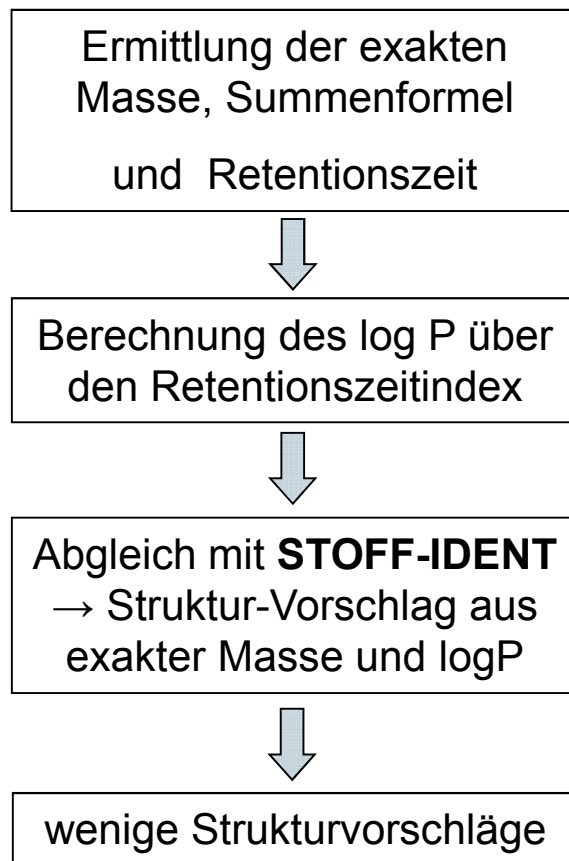 Ermittlung der exakten
Masse, Summenformel
und Retentionszeit
Berechnung des log P über
den Retentionszeitindex
Abgleich mit STOFF-IDENT
→ Struktur-Vorschlag aus
exakter Masse und logP
wenige Strukturvorschläge